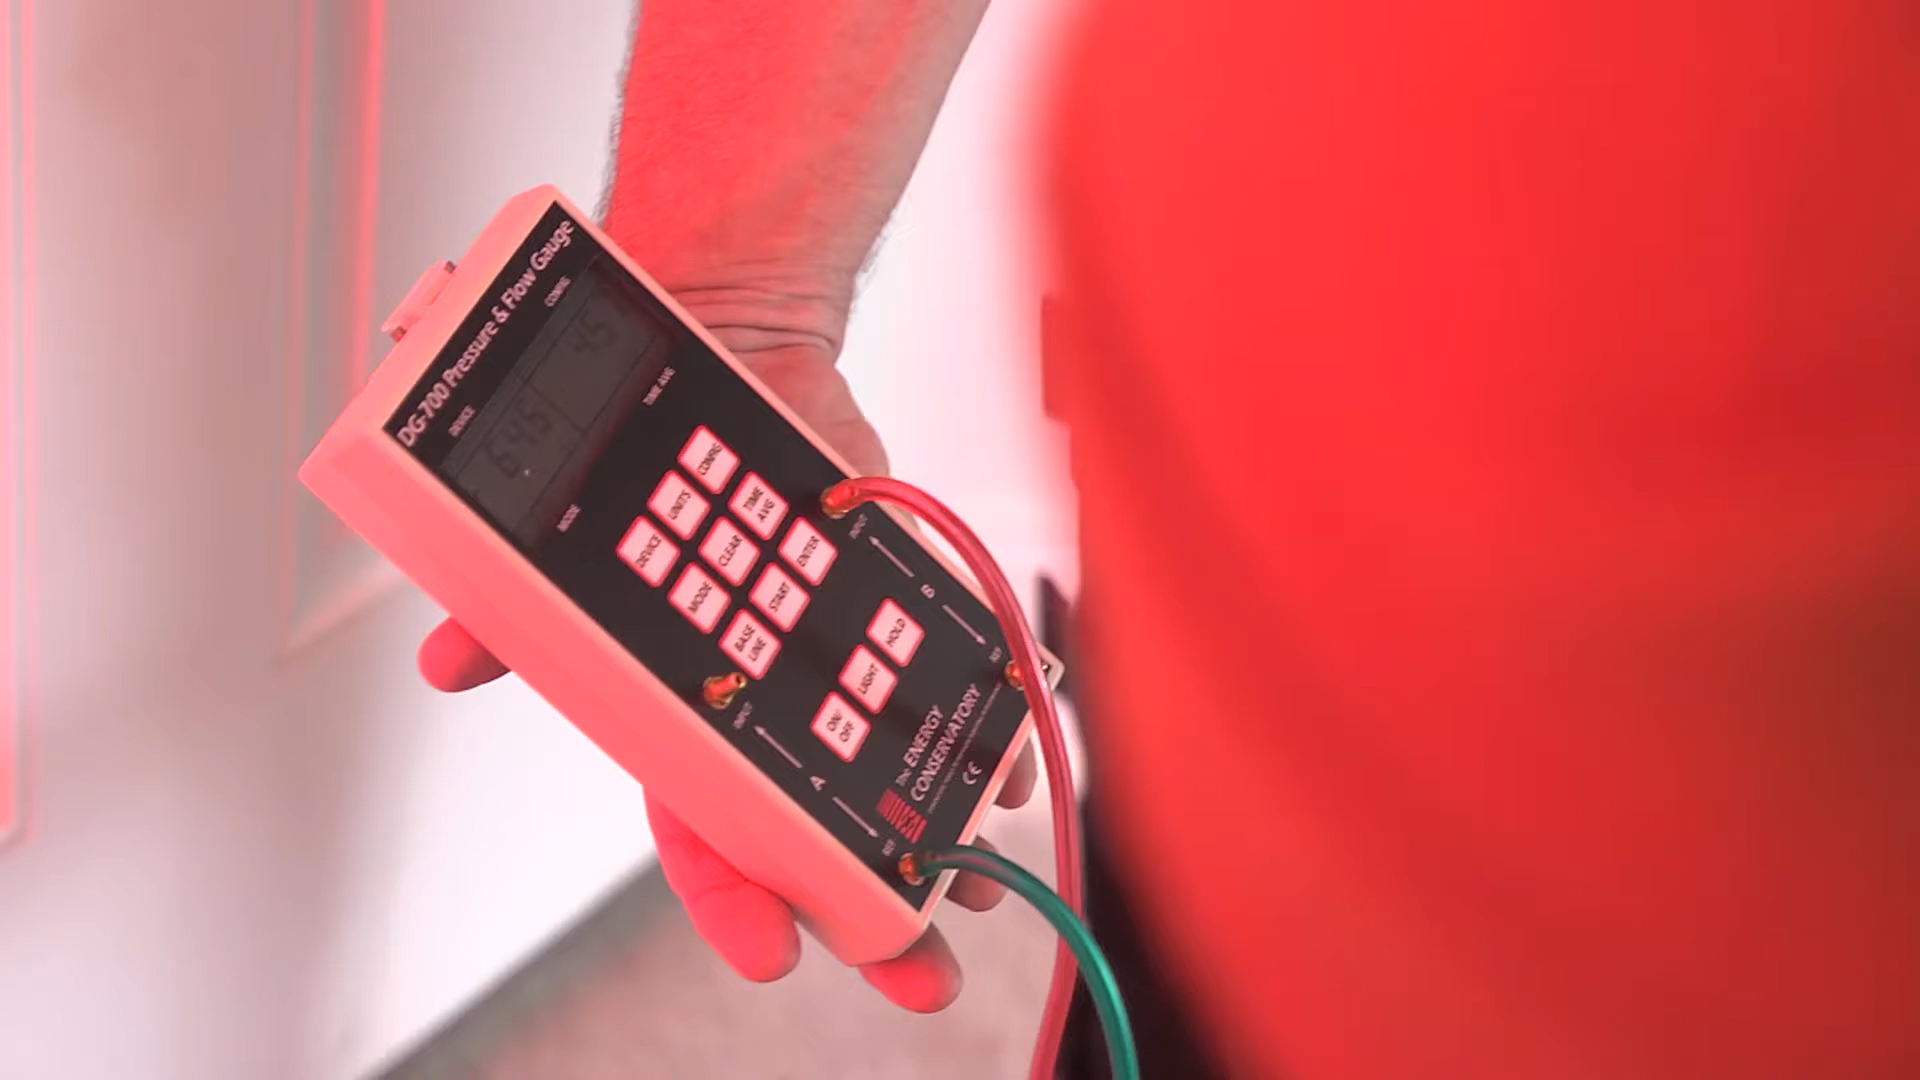 DG-700 Pressure & Flow Gauge
DEVICE
CONFIG
645
45
MODE
TIME AVG
DEVICE
UNITS
CONFIG
MODE
CLEAR
TIME AVG
BASE LINE
START
ENTER
INPUT
A
REF
INPUT
B
REF
ON/ OFF
LIGHT
HOLD
The ENERGY
CONSERVATORY
CE